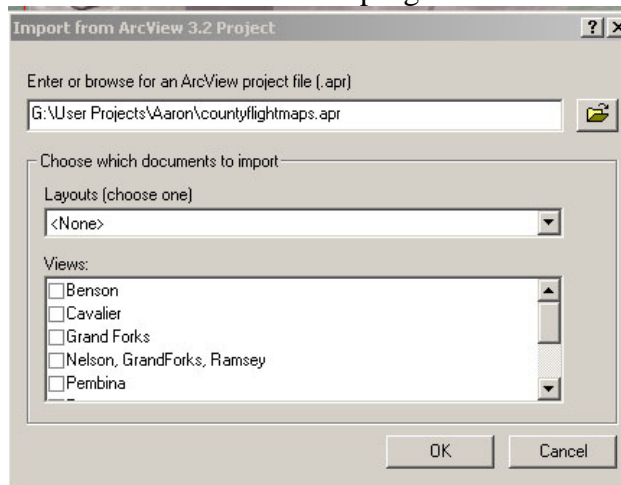 Import from ArcView 3.2 Project
Enter or browse for an ArcView project file (.apr)
G:\User Projects\Aaron\countyflightmaps.apr
Choose which documents to import
Layouts (choose one)
<None>
Views:
Benson
Cavalier
Grand Forks
Nelson, GrandForks, Ramsey
Pembina
OK Cancel